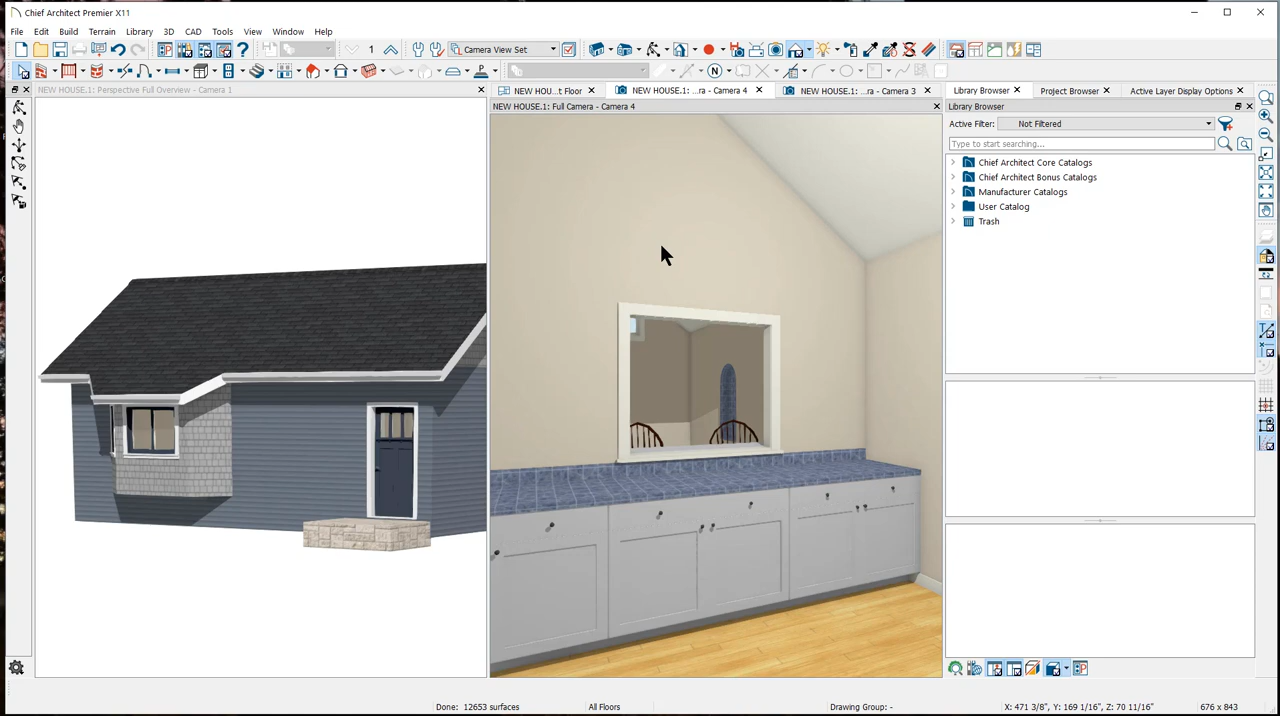 Chief Architect Premier X11
File Edit Build Terrain Library 3D CAD Tools View Window Help
1 Camera View Set
N P
NEW HOUSE.1: Perspective Full Overview - Camera 1
NEW HOU...t Floor NEW HOUSE.1: ...ra - Camera 4 NEW HOUSE.1: ...ra - Camera 3
NEW HOUSE.1: Full Camera - Camera 4
Library Browser Project Browser Active Layer Display Options
Library Browser
Active Filter: Not Filtered
Type to start searching...
Chief Architect Core Catalogs
Chief Architect Bonus Catalogs
Manufacturer Catalogs
User Catalog
Trash
Done: 12653 surfaces All Floors Drawing Group: - X: 471 3/8", Y: 169 1/16", Z: 70 11/16" 676 x 843